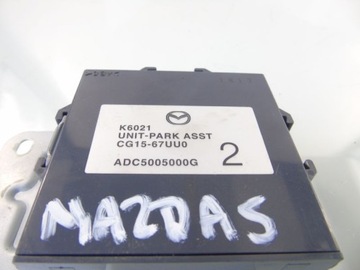 K6021
UNIT-PARK ASST
CG15-67UU0
ADC5005000G
2
MAZDA5